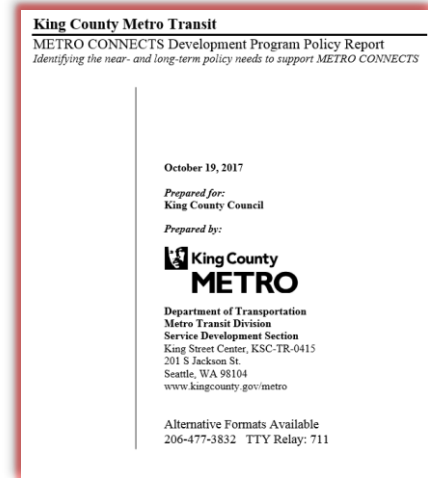 King County Metro Transit
METRO CONNECTS Development Program Policy Report
Identifying the near- and long-term policy needs to support METRO CONNECTS
October 19, 2017
Prepared for:
King County Council
Prepared by:
King County
METRO
Department of Transportation
Metro Transit Division
Service Development Section
King Street Center, KSC-TR-0415
201 S Jackson St.
Seattle, WA 98104
www.kingcounty.gov/metro
Alternative Formats Available
206-477-3832 TTY Relay: 711